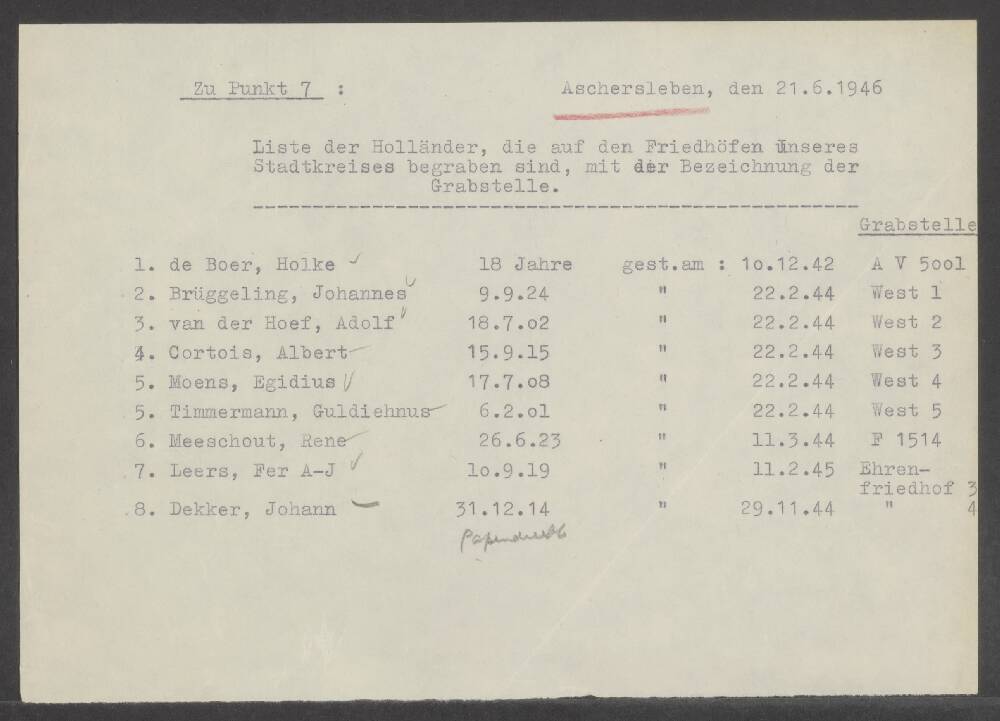 Zu Punkt 7 : Aschersleben, den 21.6.1946
Liste der Holländer, die auf den Friedhöfen unseres
Stadtkreises begraben sind, mit der Bezeichnung der
Grabstelle.
Grabstelle
1. de Boer, Holke 18 Jahre gest.am : 1o.12.42 A V 5oo1
2. Brüggeling, Johannes 9.9.24 " 22.2.44 West 1
3. van der Hoef, Adolf 18.7.o2 " 22.2.44 West 2
4. Cortois, Albert 15.9.15 " 22.2.44 West 3
5. Moens, Egidius 17.7.o8 " 22.2.44 West 4
5. Timmermann, Guldiehnus 6.2.o1 " 22.2.44 West 5
6. Meeschout, Rene 26.6.23 " 11.3.44 F 1514
7. Leers, Fer A-J 1o.9.19 " 11.2.45 Ehren-
friedhof 3
8. Dekker, Johann 31.12.14 " 29.11.44 " 4